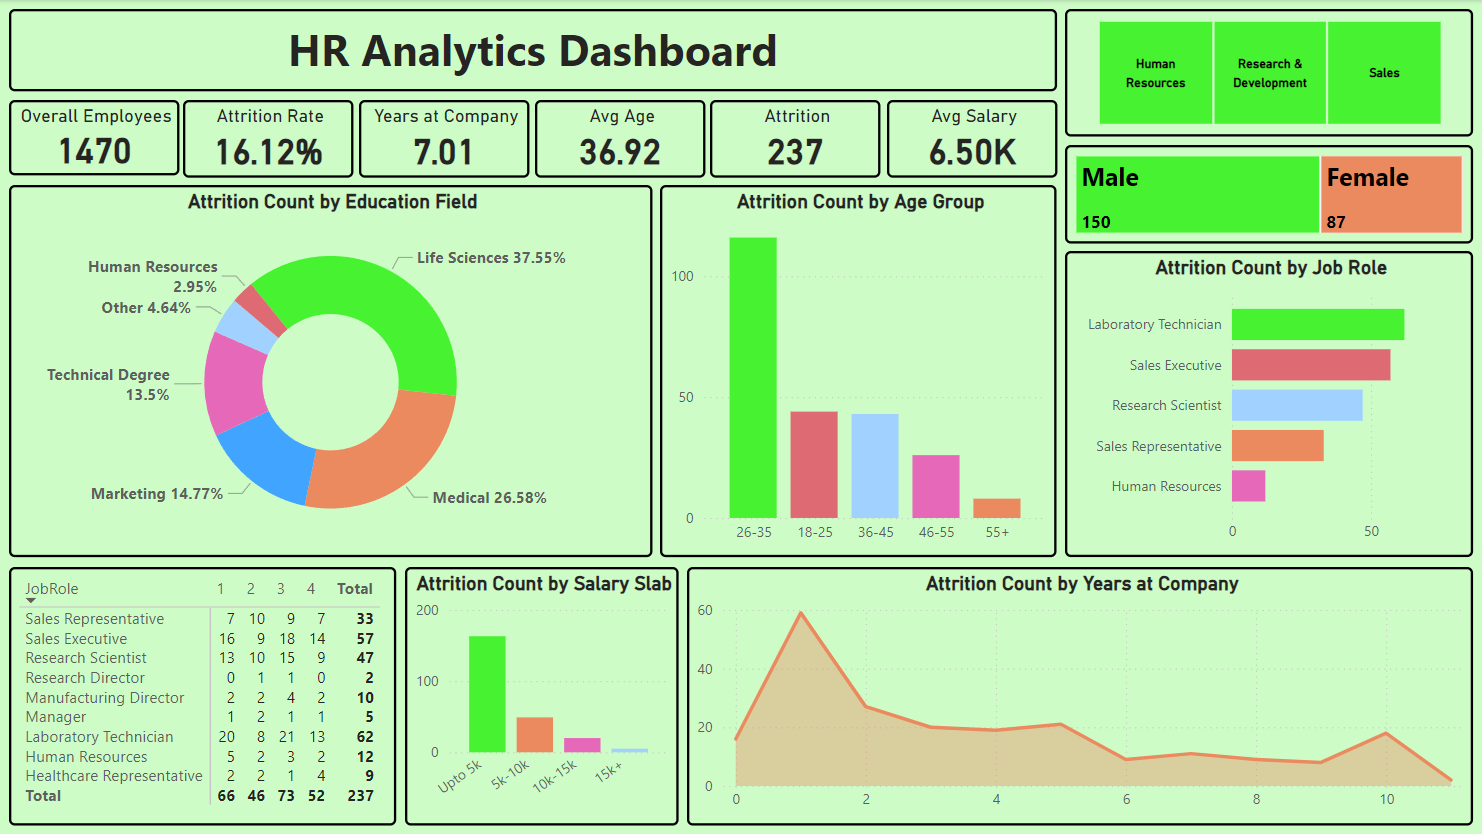 HR Analytics Dashboard
Human
Resources
Research &
Development
Sales
Overall Employees
1470
Attrition Rate
16.12%
Years at Company
7.01
Avg Age
36.92
Attrition
237
Avg Salary
6.50K
Male
150
Female
87
Attrition Count by Education Field
Life Sciences 37.55%
Human Resources
2.95%
Other 4.64%
Technical Degree
13.5%
Marketing 14.77%
Medical 26.58%
Attrition Count by Age Group
100
50
0
26-35 18-25 36-45 46-55 55+
Attrition Count by Job Role
Laboratory Technician
Sales Executive
Research Scientist
Sales Representative
Human Resources
0 50
JobRole 1 2 3 4 Total
Sales Representative 7 10 9 7 33
Sales Executive 16 9 18 14 57
Research Scientist 13 10 15 9 47
Research Director 0 1 1 0 2
Manufacturing Director 2 2 4 2 10
Manager 1 2 1 1 5
Laboratory Technician 20 8 21 13 62
Human Resources 5 2 3 2 12
Healthcare Representative 2 2 1 4 9
Total 66 46 73 52 237
Attrition Count by Salary Slab
200
100
0
Upto 5k 5k-10k 10k-15k 15k+
Attrition Count by Years at Company
60
40
20
0
0 2 4 6 8 10